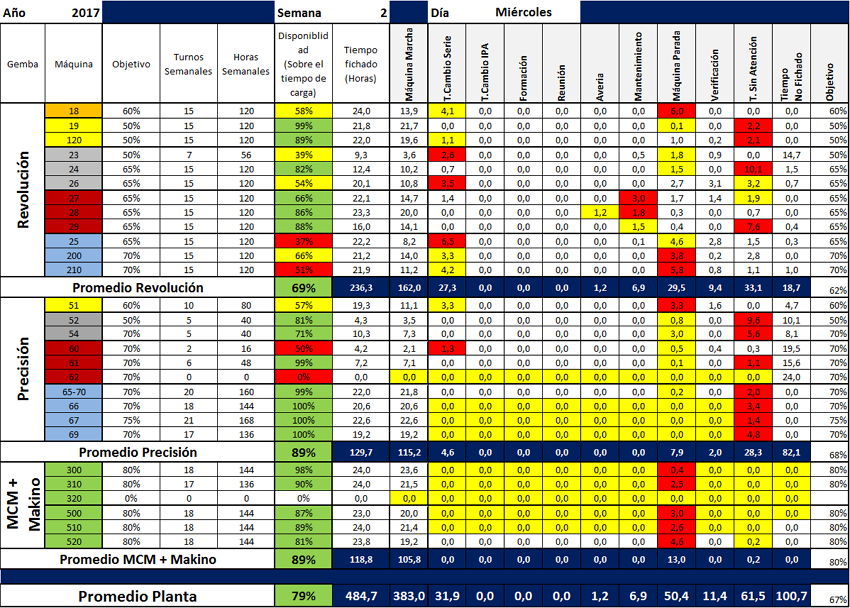 Año 2017 Semana 2 Día Miércoles
Gemba Máquina Objetivo Turnos Semanales Horas Semanales Disponiblidad (Sobre el tiempo de carga) Tiempo fichado (Horas) Máquina Marcha T.Cambio Serie T.Cambio IPA Formación Reunión Avería Mantenimiento Máquina Parada Verificación T. Sin Atención Tiempo No Fichado Objetivo
Revolución
18 60% 15 120 58% 24,0 13,9 4,1 0,0 0,0 0,0 0,0 0,0 6,0 0,0 0,0 0,0 60%
19 50% 15 120 99% 21,8 21,7 0,0 0,0 0,0 0,0 0,0 0,0 0,1 0,0 2,2 0,0 50%
120 50% 15 120 89% 22,0 19,6 1,1 0,0 0,0 0,0 0,0 0,0 1,2 0,0 2,1 0,0 50%
23 50% 7 56 39% 9,3 3,6 2,6 0,0 0,0 0,0 0,0 0,5 1,8 0,9 0,0 14,7 50%
24 65% 15 120 82% 12,4 10,2 0,7 0,0 0,0 0,0 0,0 0,0 1,5 0,0 10,1 1,5 65%
26 65% 15 120 54% 20,1 10,8 3,5 0,0 0,0 0,0 0,0 0,0 2,7 3,1 3,2 0,7 65%
27 65% 15 120 66% 22,1 14,7 1,4 0,0 0,0 0,0 0,0 3,0 1,7 1,4 1,9 0,0 65%
28 65% 15 120 86% 23,3 20,0 0,0 0,0 0,0 0,0 1,2 1,8 0,3 0,0 0,7 0,0 65%
29 65% 15 120 88% 16,0 14,1 0,0 0,0 0,0 0,0 0,0 1,5 0,4 0,0 7,6 0,4 65%
25 65% 15 120 37% 22,2 8,2 6,5 0,0 0,0 0,0 0,0 0,1 4,6 2,8 1,5 0,3 65%
200 70% 15 120 66% 21,2 14,0 3,3 0,0 0,0 0,0 0,0 0,0 3,8 0,2 2,8 0,0 70%
210 70% 15 120 51% 21,9 11,2 4,2 0,0 0,0 0,0 0,0 0,0 5,8 0,8 1,1 1,0 70%
Promedio Revolución 69% 236,3 162,0 27,3 0,0 0,0 0,0 1,2 6,9 29,5 9,4 33,1 18,7 62%
Precisión
51 60% 10 80 57% 19,3 11,1 3,3 0,0 0,0 0,0 0,0 0,0 3,3 1,6 0,0 4,7 60%
52 50% 5 40 81% 4,3 3,5 0,0 0,0 0,0 0,0 0,0 0,0 0,8 0,0 9,6 10,1 50%
54 70% 5 40 71% 10,3 7,3 0,0 0,0 0,0 0,0 0,0 0,0 3,0 0,0 5,6 8,1 70%
60 70% 2 16 50% 4,2 2,1 1,3 0,0 0,0 0,0 0,0 0,0 0,5 0,4 0,3 19,5 70%
61 70% 6 48 99% 7,2 7,1 0,0 0,0 0,0 0,0 0,0 0,0 0,1 0,0 1,1 15,6 70%
62 70% 0 0 0% 0,0 0,0 0,0 0,0 0,0 0,0 0,0 0,0 0,0 0,0 0,0 24,0 70%
65-70 70% 20 160 99% 22,0 21,8 0,0 0,0 0,0 0,0 0,0 0,0 0,2 0,0 2,0 0,0 70%
66 70% 18 144 100% 20,6 20,6 0,0 0,0 0,0 0,0 0,0 0,0 0,0 0,0 3,4 0,0 70%
67 75% 21 168 100% 22,6 22,6 0,0 0,0 0,0 0,0 0,0 0,0 0,0 0,0 1,4 0,0 75%
69 70% 17 136 100% 19,2 19,2 0,0 0,0 0,0 0,0 0,0 0,0 0,0 0,0 4,8 0,0 70%
Promedio Precisión 89% 129,7 115,2 4,6 0,0 0,0 0,0 0,0 0,0 7,9 2,0 28,3 82,1 68%
MCM + Makino
300 80% 18 144 98% 24,0 23,6 0,0 0,0 0,0 0,0 0,0 0,0 0,4 0,0 0,0 0,0 80%
310 80% 17 136 90% 24,0 21,5 0,0 0,0 0,0 0,0 0,0 0,0 2,5 0,0 0,0 0,0 80%
320 0% 0 0 0% 0,0 0,0 0,0 0,0 0,0 0,0 0,0 0,0 0,0 0,0 0,0 0,0
500 80% 18 144 87% 23,0 20,0 0,0 0,0 0,0 0,0 0,0 0,0 3,0 0,0 0,0 0,0 80%
510 80% 18 144 89% 24,0 21,4 0,0 0,0 0,0 0,0 0,0 0,0 2,6 0,0 0,0 0,0 80%
520 80% 18 144 81% 23,8 19,2 0,0 0,0 0,0 0,0 0,0 0,0 4,6 0,0 0,2 0,0 80%
Promedio MCM + Makino 89% 118,8 105,8 0,0 0,0 0,0 0,0 0,0 0,0 13,0 0,0 0,2 0,0 80%
Promedio Planta 79% 484,7 383,0 31,9 0,0 0,0 0,0 1,2 6,9 50,4 11,4 61,5 100,7 67%